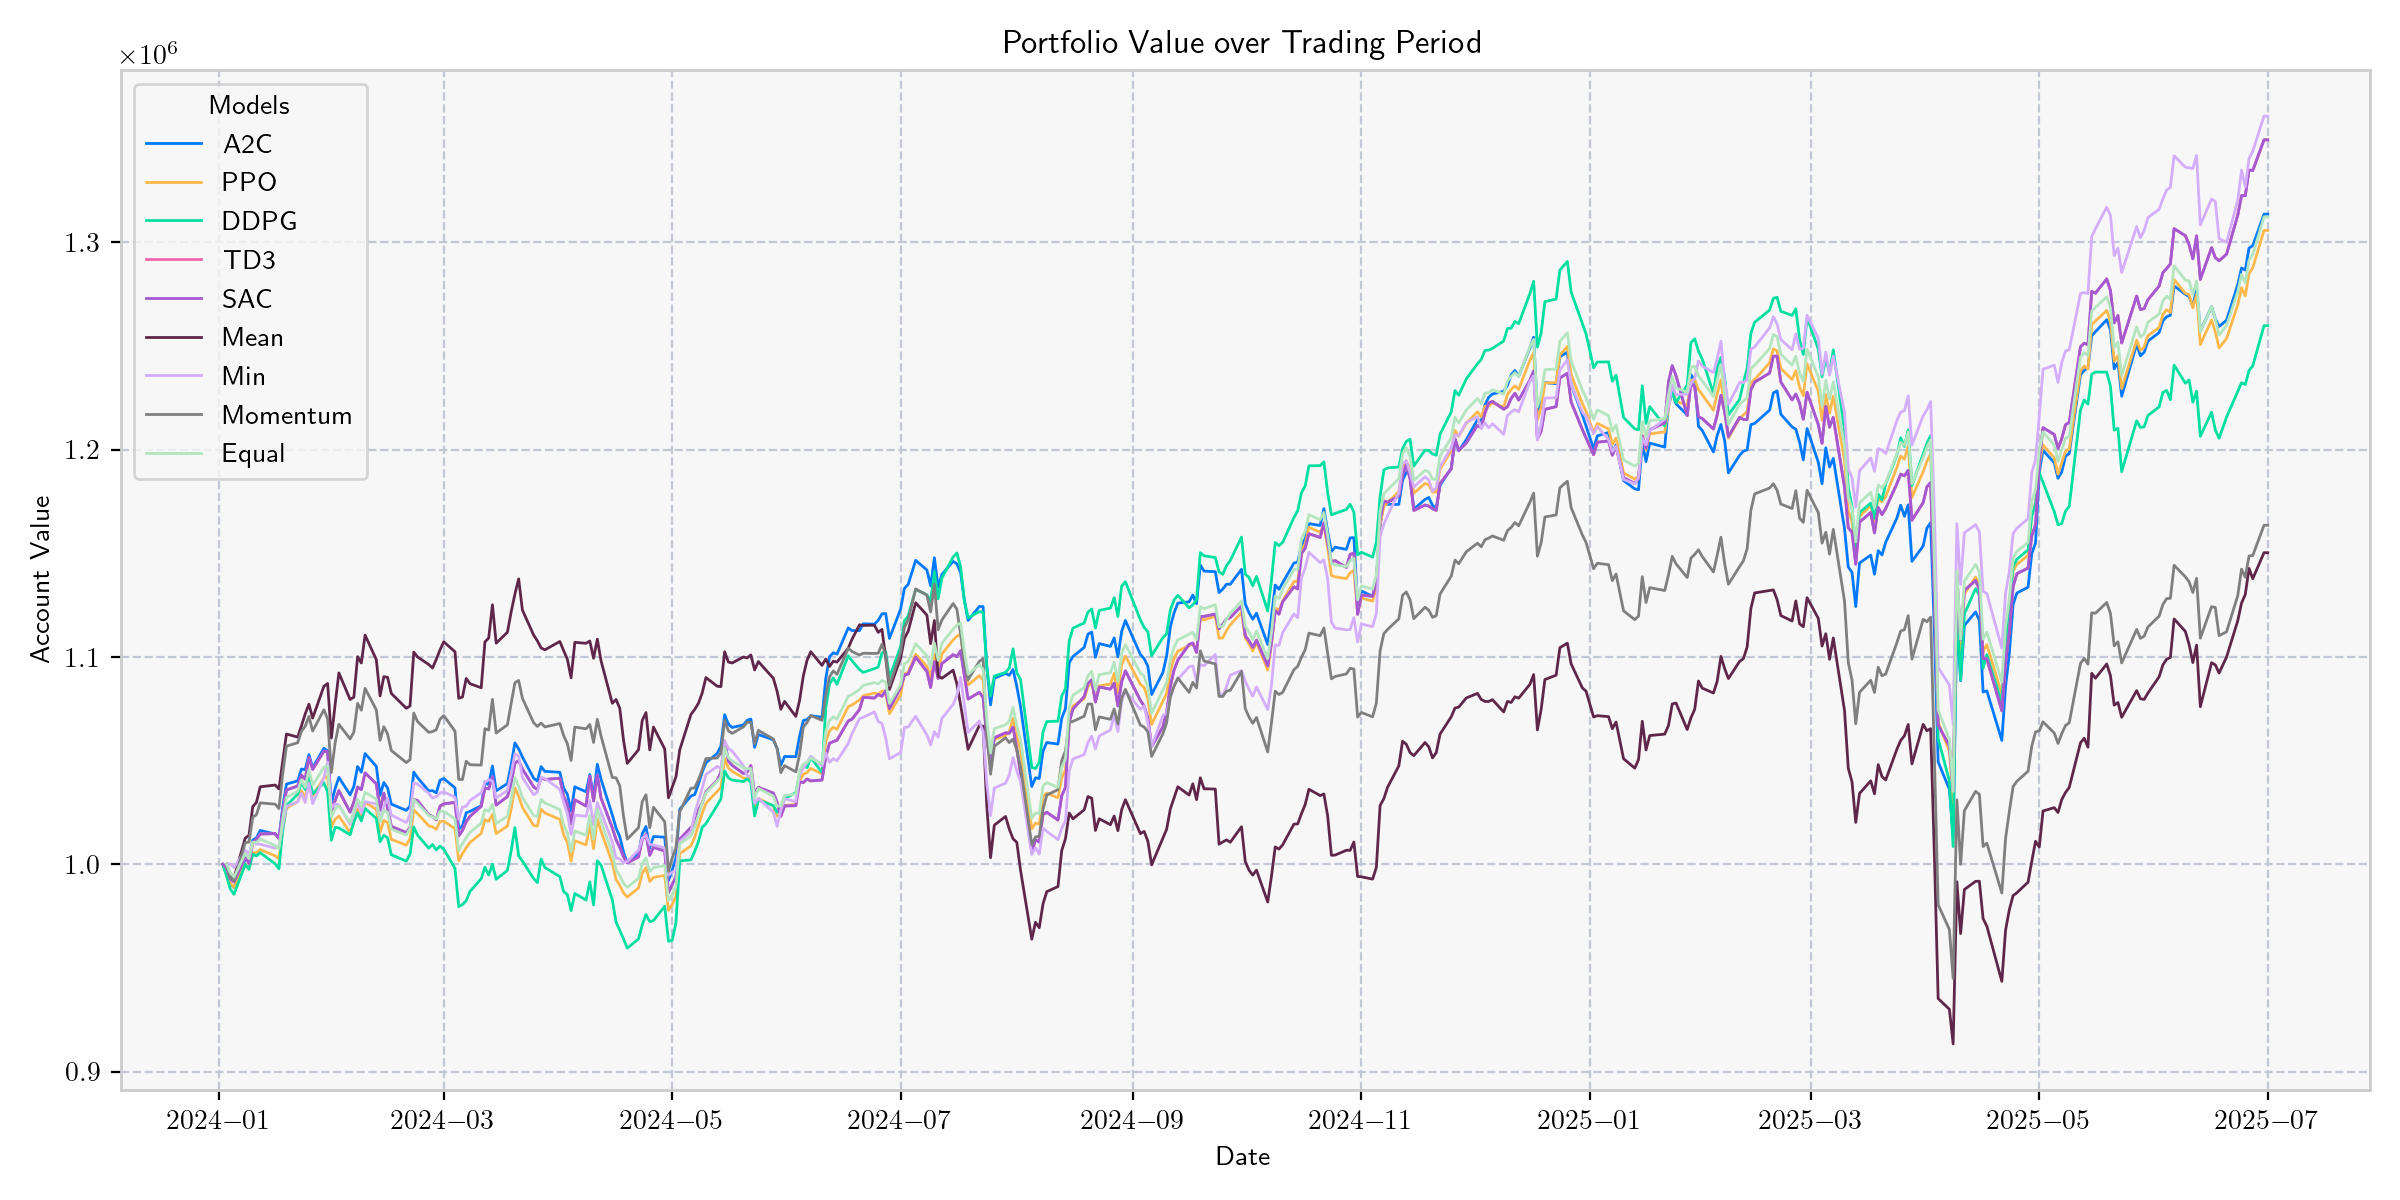 Portfolio Value over Trading Period
×10⁶
Models
A2C
PPO
DDPG
TD3
SAC
Mean
Min
Momentum
Equal
Account Value
1.3
1.2
1.1
1.0
0.9
2024−01
2024−03
2024−05
2024−07
2024−09
2024−11
2025−01
2025−03
2025−05
2025−07
Date